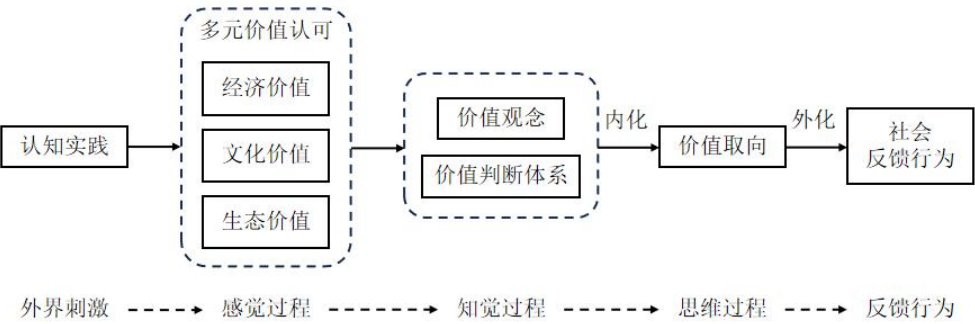 多元价值认可
经济价值
文化价值
生态价值
认知实践
价值观念
价值判断体系
内化
价值取向
外化
社会
反馈行为
外界刺激
感觉过程
知觉过程
思维过程
反馈行为